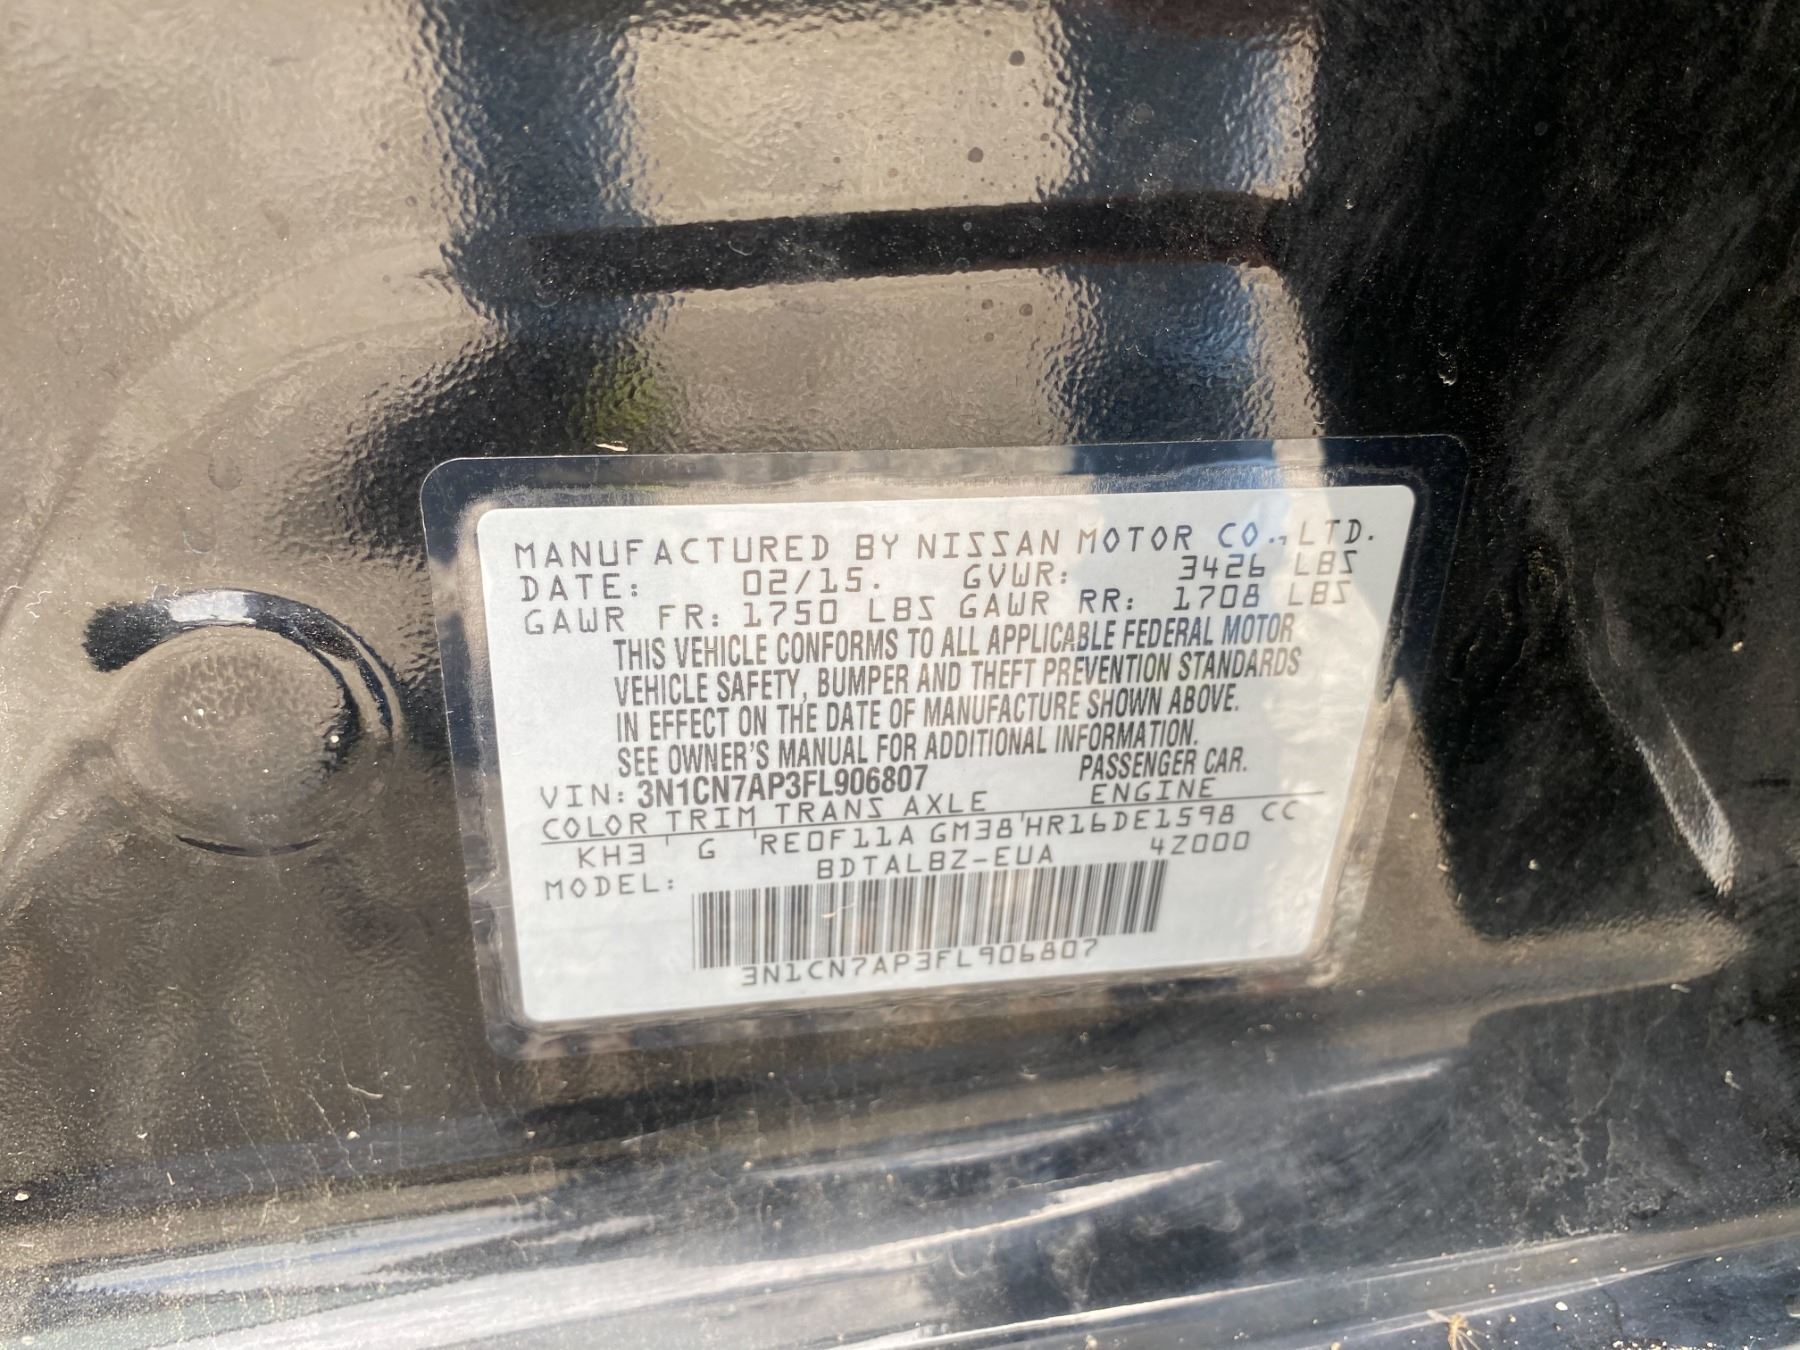 MANUFACTURED BY NISSAN MOTOR CO., LTD.
DATE: 02/15. GVWR: 3426 LBS
GAWR FR: 1750 LBS GAWR RR: 1708 LBS
THIS VEHICLE CONFORMS TO ALL APPLICABLE FEDERAL MOTOR
VEHICLE SAFETY, BUMPER AND THEFT PREVENTION STANDARDS
IN EFFECT ON THE DATE OF MANUFACTURE SHOWN ABOVE.
SEE OWNER'S MANUAL FOR ADDITIONAL INFORMATION.
VIN: 3N1CN7AP3FL906807 PASSENGER CAR.
COLOR TRIM TRANS AXLE ENGINE
KH3 G RE0F11A GM38 HR16DE1598 CC
MODEL: BDTALBZ-EUA 4Z000
3N1CN7AP3FL906807